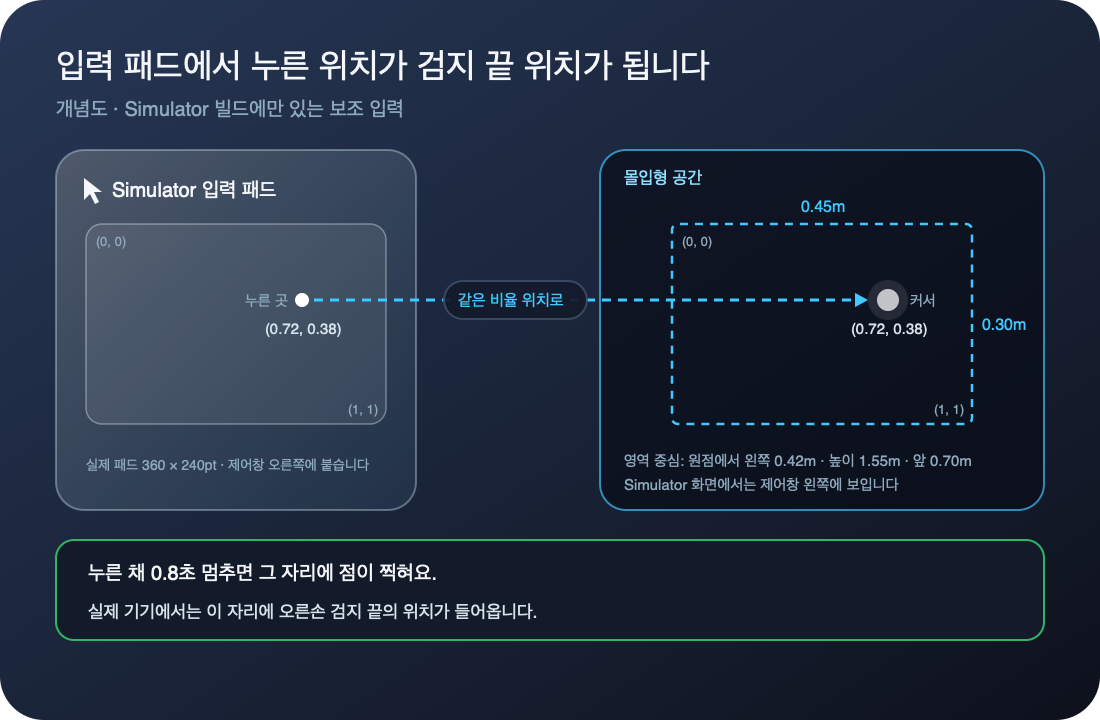 입력 패드에서 누른 위치가 검지 끝 위치가 됩니다
개념도 · Simulator 빌드에만 있는 보조 입력
Simulator 입력 패드
(0, 0)
누른 곳
(0.72, 0.38)
(1, 1)
실제 패드 360 × 240pt · 제어창 오른쪽에 붙습니다
같은 비율 위치로
몰입형 공간
0.45m
(0, 0)
커서
(0.72, 0.38)
0.30m
(1, 1)
영역 중심: 원점에서 왼쪽 0.42m · 높이 1.55m · 앞 0.70m
Simulator 화면에서는 제어창 왼쪽에 보입니다
누른 채 0.8초 멈추면 그 자리에 점이 찍혀요.
실제 기기에서는 이 자리에 오른손 검지 끝의 위치가 들어옵니다.